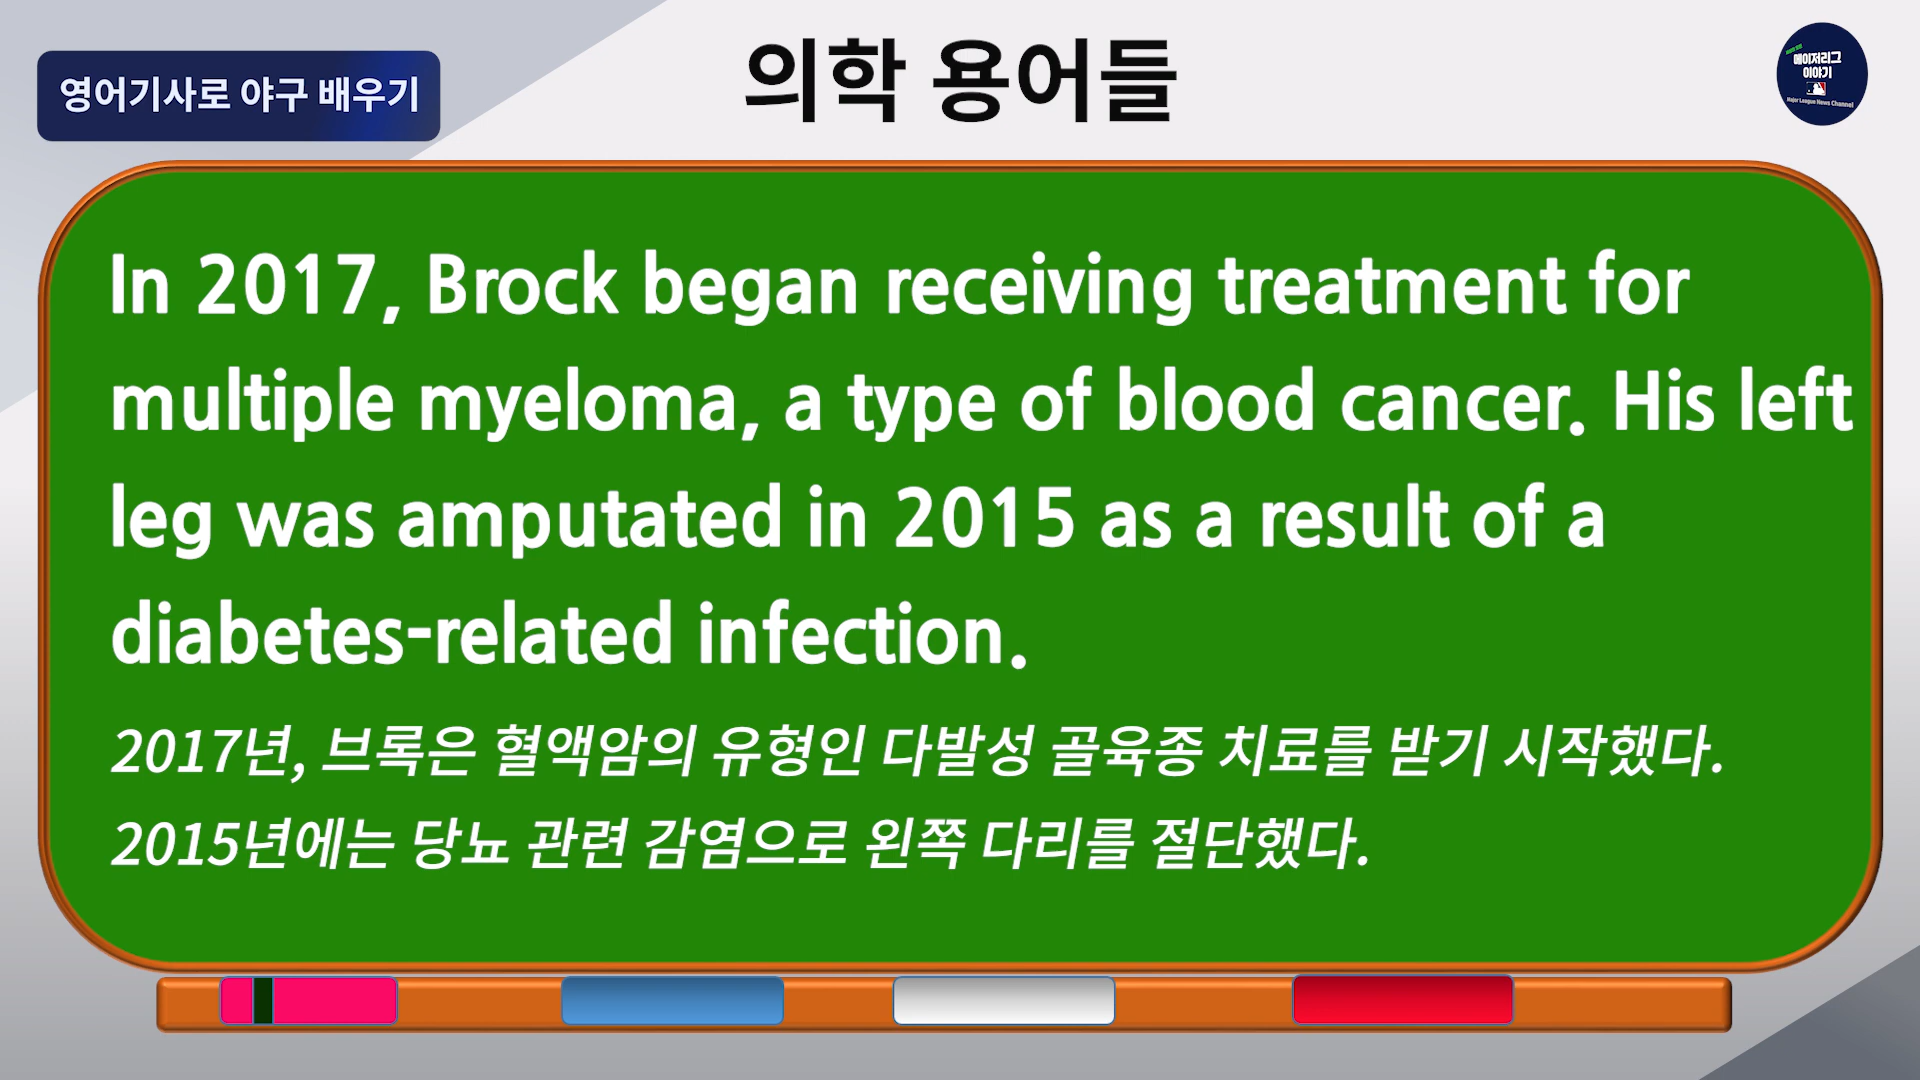 영어기사로 야구 배우기
의학 용어들
메이저리그
이야기
Major League News Channel
In 2017, Brock began receiving treatment for
multiple myeloma, a type of blood cancer. His left
leg was amputated in 2015 as a result of a
diabetes-related infection.
2017년, 브록은 혈액암의 유형인 다발성 골육종 치료를 받기 시작했다.
2015년에는 당뇨 관련 감염으로 왼쪽 다리를 절단했다.